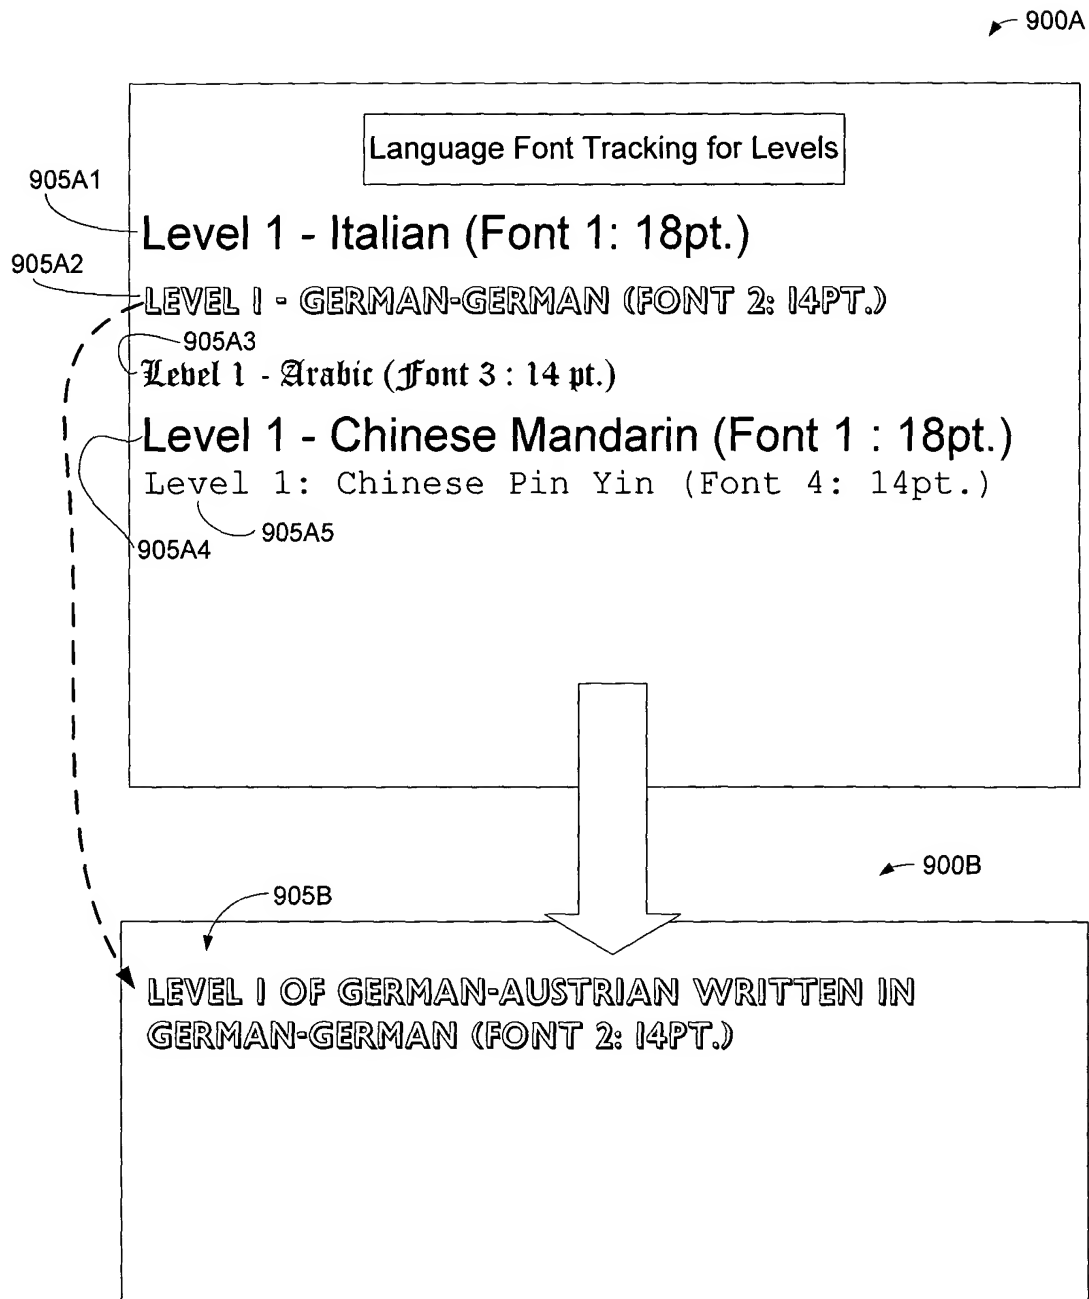 900A
Language Font Tracking for Levels
905A1
Level 1 - Italian (Font 1: 18pt.)
905A2
LEVEL 1 - GERMAN-GERMAN (FONT 2: 14PT.)
905A3
Level 1 - Arabic (Font 3 : 14 pt.)
Level 1 - Chinese Mandarin (Font 1 : 18pt.)
Level 1: Chinese Pin Yin (Font 4: 14pt.)
905A5
905A4
900B
905B
LEVEL 1 OF GERMAN-AUSTRIAN WRITTEN IN
GERMAN-GERMAN (FONT 2: 14PT.)